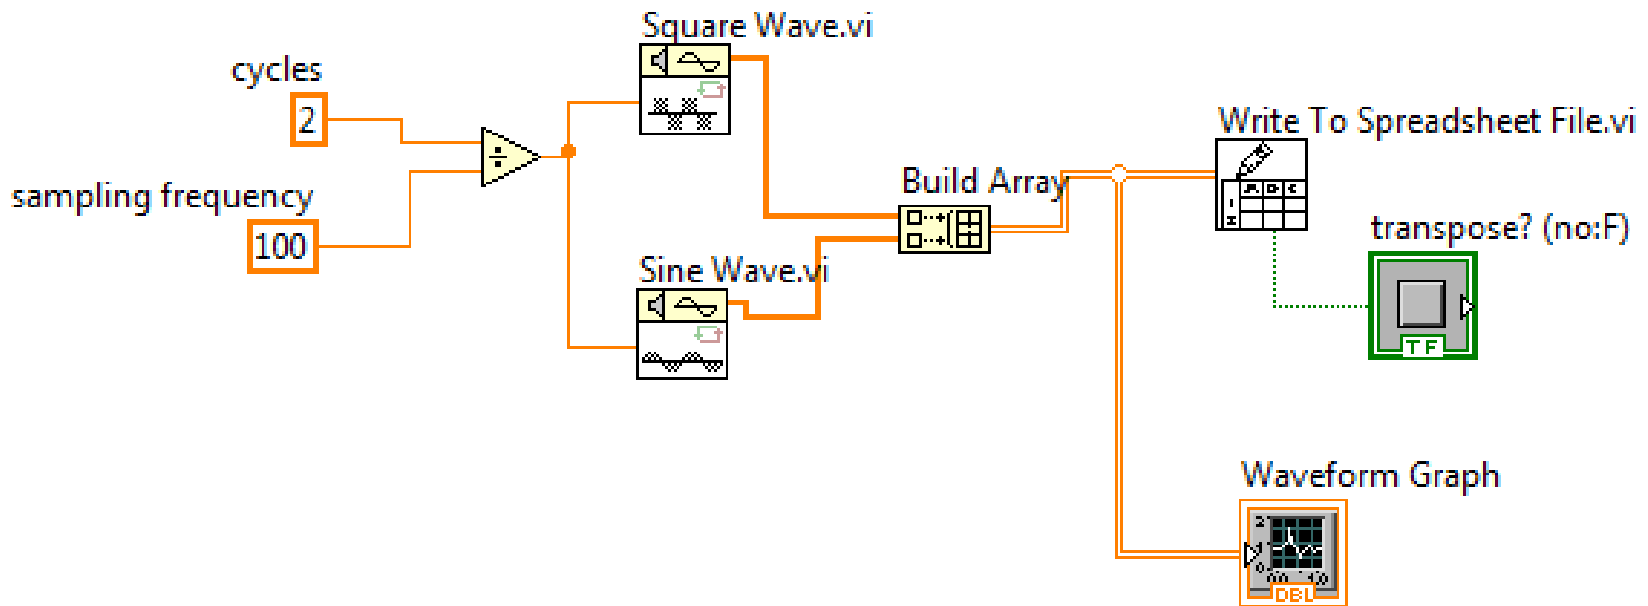 Square Wave.vi
cycles
2
sampling frequency
100
Sine Wave.vi
Build Array
Write To Spreadsheet File.vi
transpose? (no:F)
TF
Waveform Graph
DBL